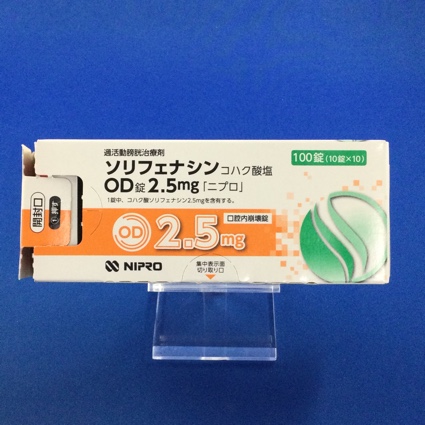 過活動膀胱治療剤
ソリフェナシンコハク酸塩
OD錠2.5mg「ニプロ」
1錠中、コハク酸ソリフェナシン2.5mgを含有する。
100錠(10錠×10)
口腔内崩壊錠
OD 2.5mg
NIPRO
集中表示面
切り取り口
開封口
①押す